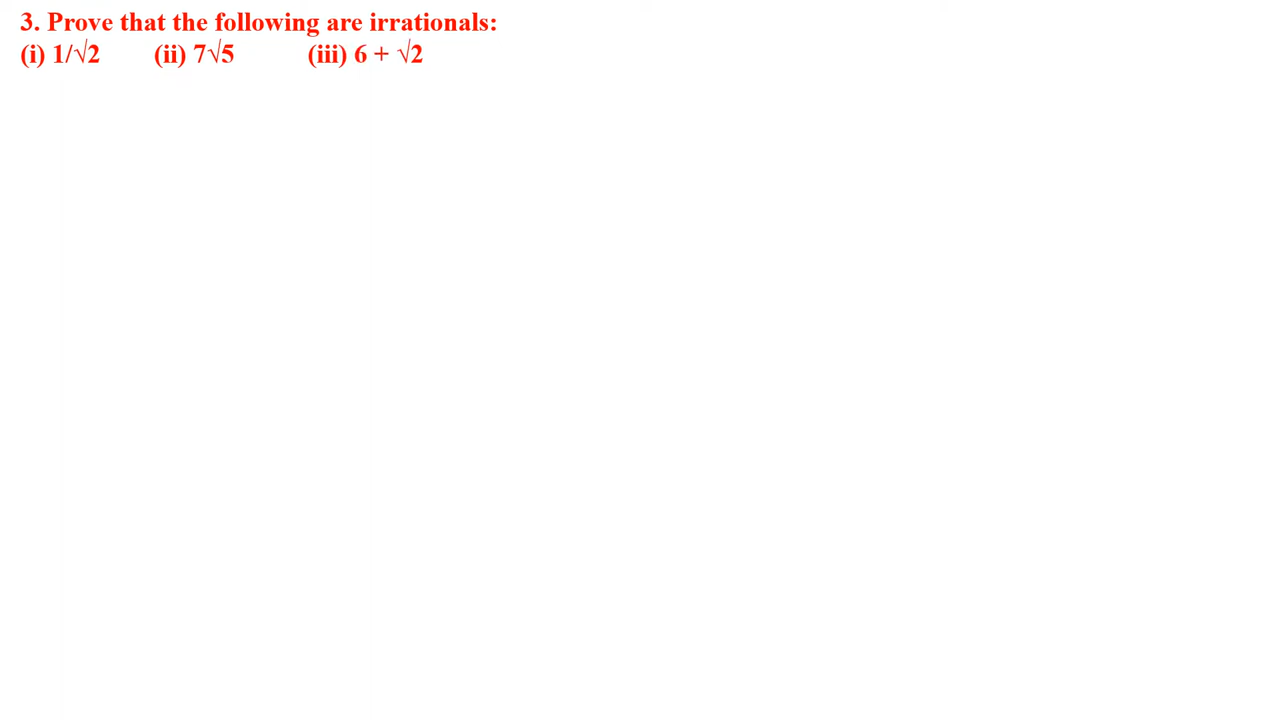 3. Prove that the following are irrationals:
(i) 1/√2 (ii) 7√5 (iii) 6 + √2